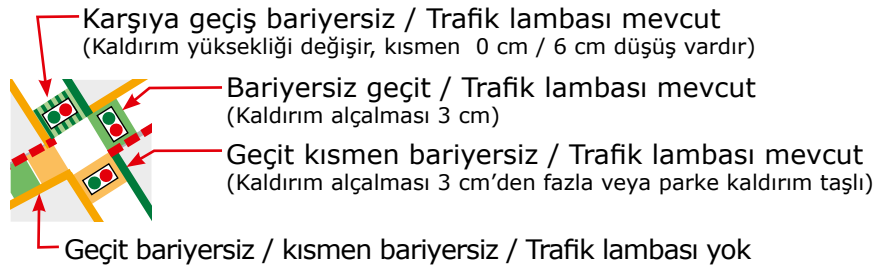 Karşıya geçiş bariyersiz / Trafik lambası mevcut
(Kaldırım yüksekliği değişir, kısmen 0 cm / 6 cm düşüş vardır)
Bariyersiz geçit / Trafik lambası mevcut
(Kaldırım alçalması 3 cm)
Geçit kısmen bariyersiz / Trafik lambası mevcut
(Kaldırım alçalması 3 cm’den fazla veya parke kaldırım taşlı)
Geçit bariyersiz / kısmen bariyersiz / Trafik lambası yok